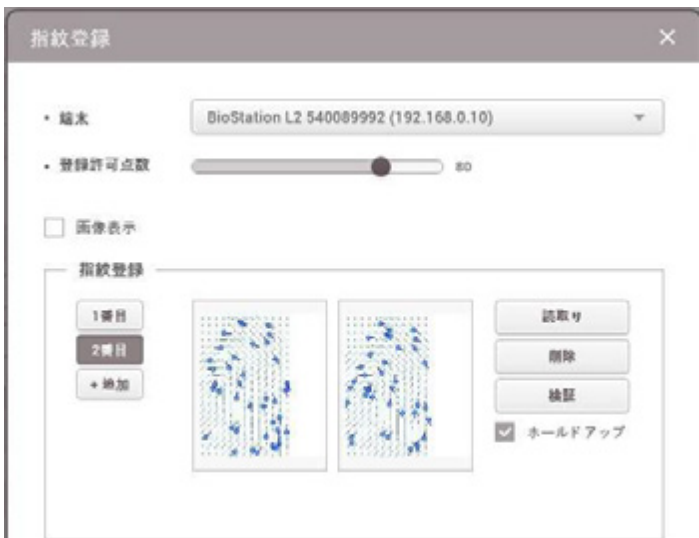 指紋登録
・端末 BioStation L2 540089992 (192.168.0.10)
・登録許可点数 80
画像表示
指紋登録
1番目
2番目
+ 追加
読取り
削除
検証
ホールドアップ